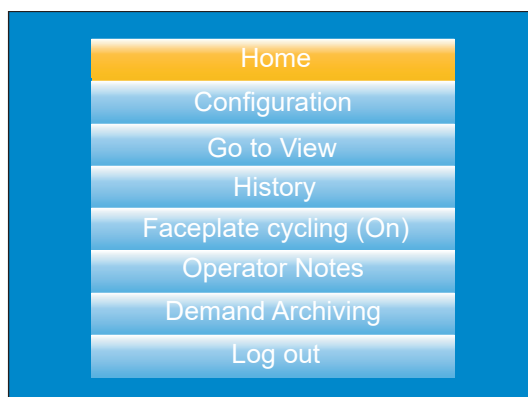 Home
Configuration
Go to View
History
Faceplate cycling (On)
Operator Notes
Demand Archiving
Log out